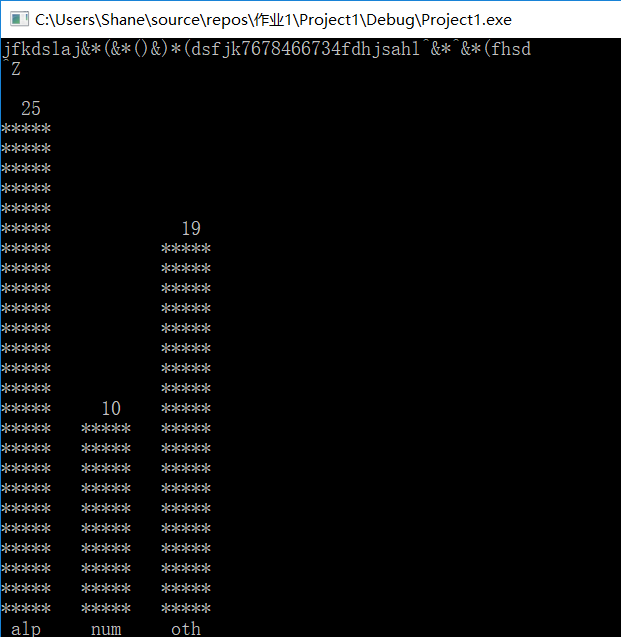 C:\Users\Shane\source\repos\作业1\Project1\Debug\Project1.exe
jfkdslaj&*(&*()&)*(dsfjk7678466734fdhjsahl^&*^&*(fhsd
^Z
25
*****
*****
*****
*****
*****
***** 19
***** *****
***** *****
***** *****
***** *****
***** *****
***** *****
***** *****
***** *****
***** 10 *****
***** ***** *****
***** ***** *****
***** ***** *****
***** ***** *****
***** ***** *****
***** ***** *****
***** ***** *****
***** ***** *****
***** ***** *****
***** ***** *****
alp num oth